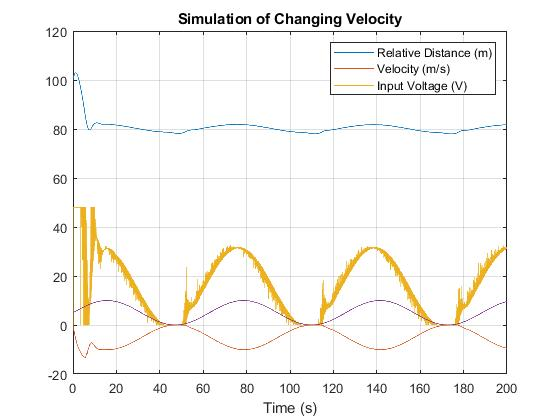 Simulation of Changing Velocity
120
100
80
60
40
20
0
-20
Relative Distance (m)
Velocity (m/s)
Input Voltage (V)
0 20 40 60 80 100 120 140 160 180 200
Time (s)